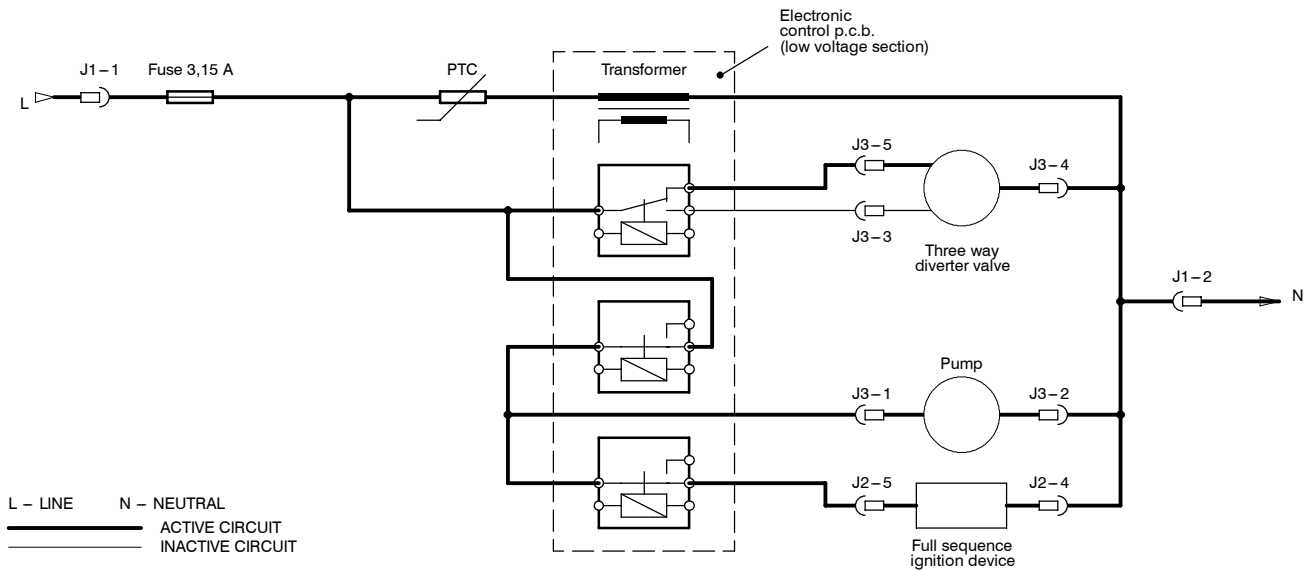 Electronic
control p.c.b.
(low voltage section)
J1-1
Fuse 3,15 A
PTC
Transformer
L
J3-5
J3-4
J3-3
Three way
diverter valve
J1-2
N
Pump
J3-1
J3-2
J2-5
J2-4
Full sequence
ignition device
L - LINE N - NEUTRAL
ACTIVE CIRCUIT
INACTIVE CIRCUIT